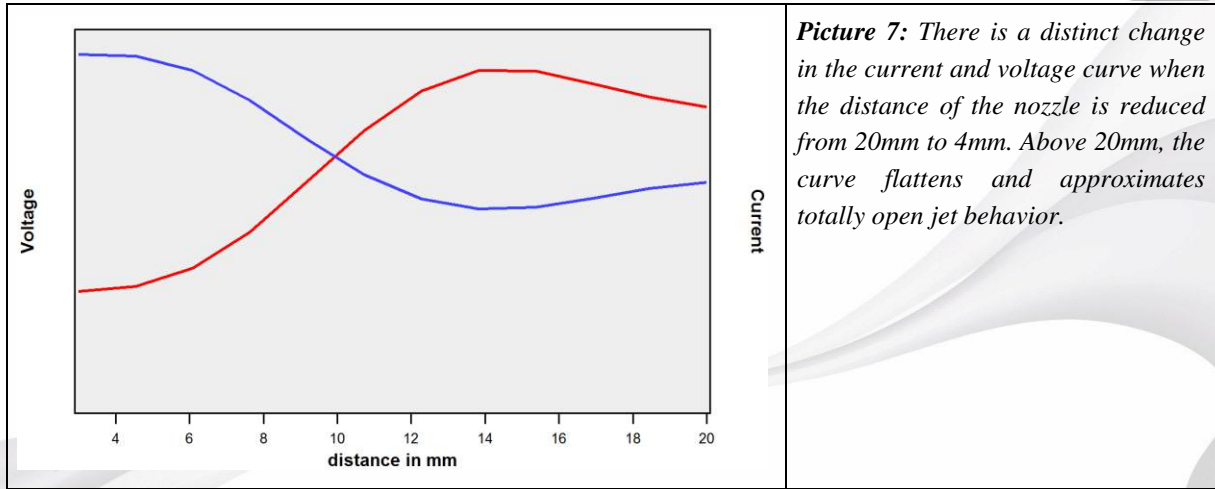 Voltage
Current
4 6 8 10 12 14 16 18 20
distance in mm
Picture 7: There is a distinct change
in the current and voltage curve when
the distance of the nozzle is reduced
from 20mm to 4mm. Above 20mm, the
curve flattens and approximates
totally open jet behavior.